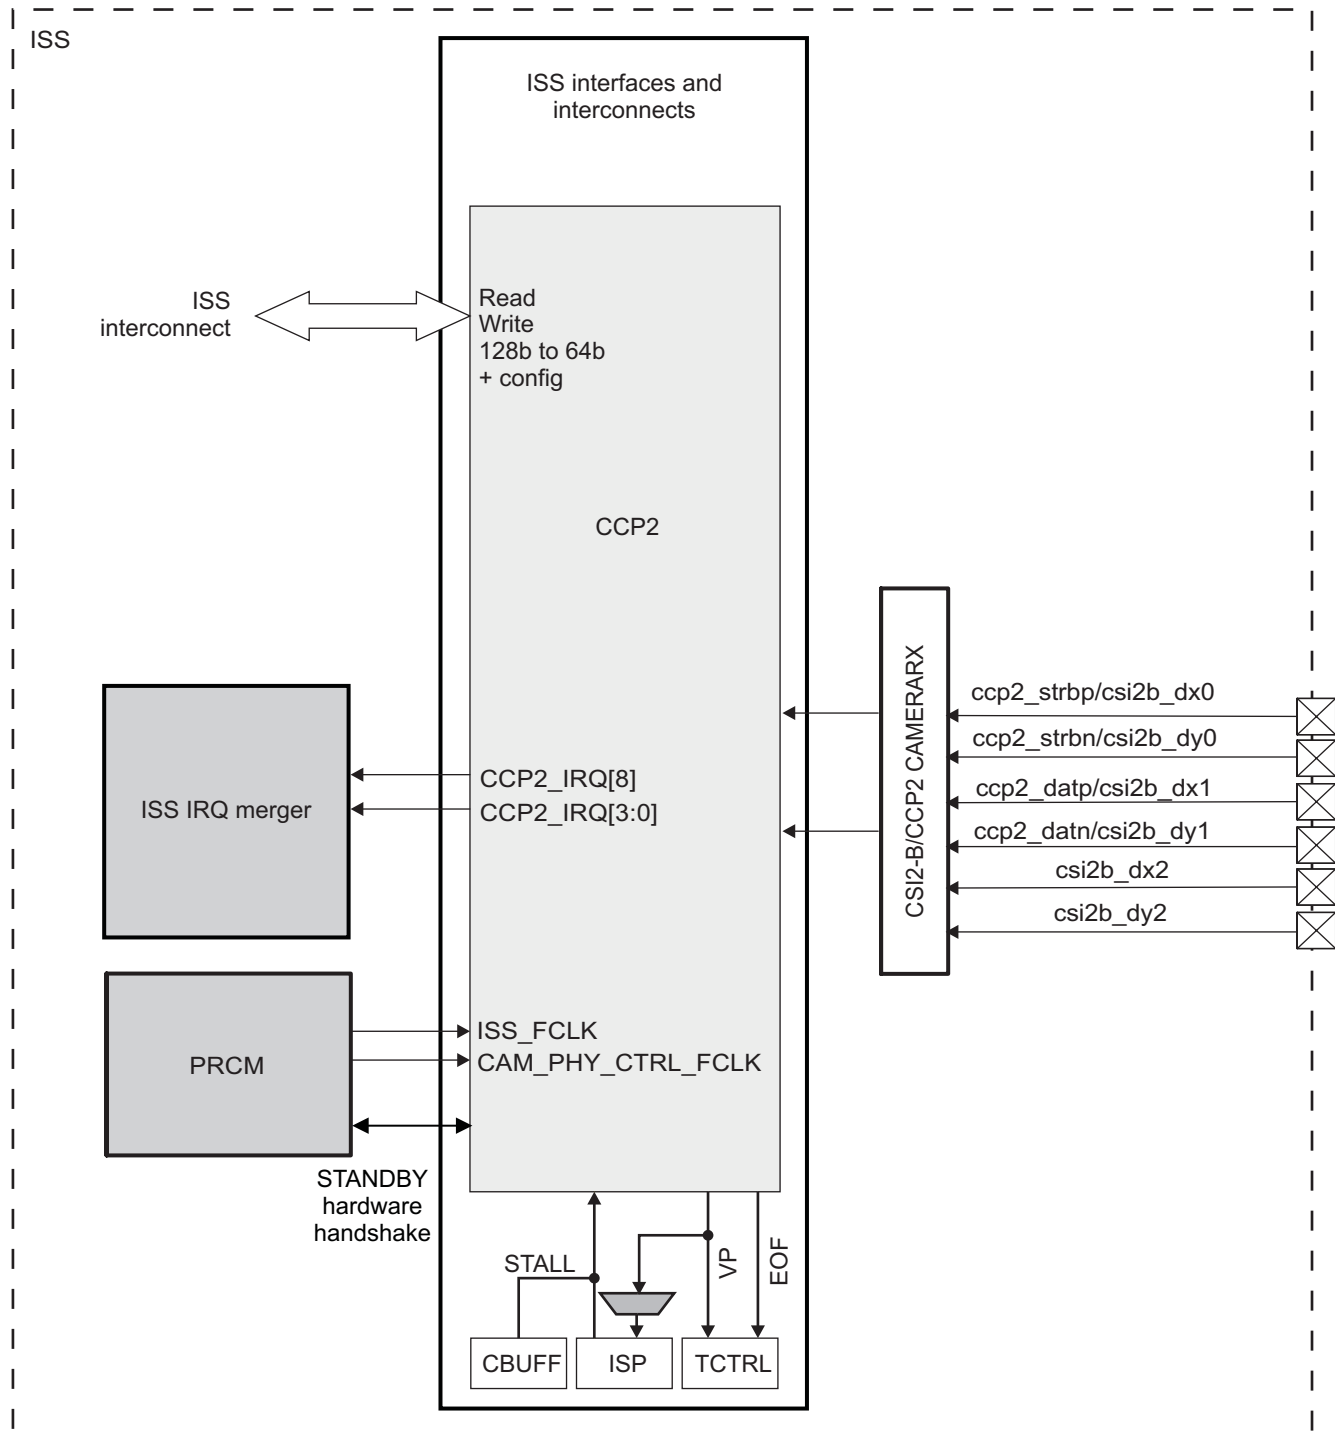 ISS
ISS interfaces and
interconnects
ISS
interconnect
Read
Write
128b to 64b
+ config
CCP2
CSI2-B/CCP2 CAMERARX
ccp2_strbp/csi2b_dx0
ccp2_strbn/csi2b_dy0
ccp2_datp/csi2b_dx1
ccp2_datn/csi2b_dy1
csi2b_dx2
csi2b_dy2
ISS IRQ merger
CCP2_IRQ[8]
CCP2_IRQ[3:0]
PRCM
ISS_FCLK
CAM_PHY_CTRL_FCLK
STANDBY
hardware
handshake
STALL
VP
EOF
CBUFF
ISP
TCTRL